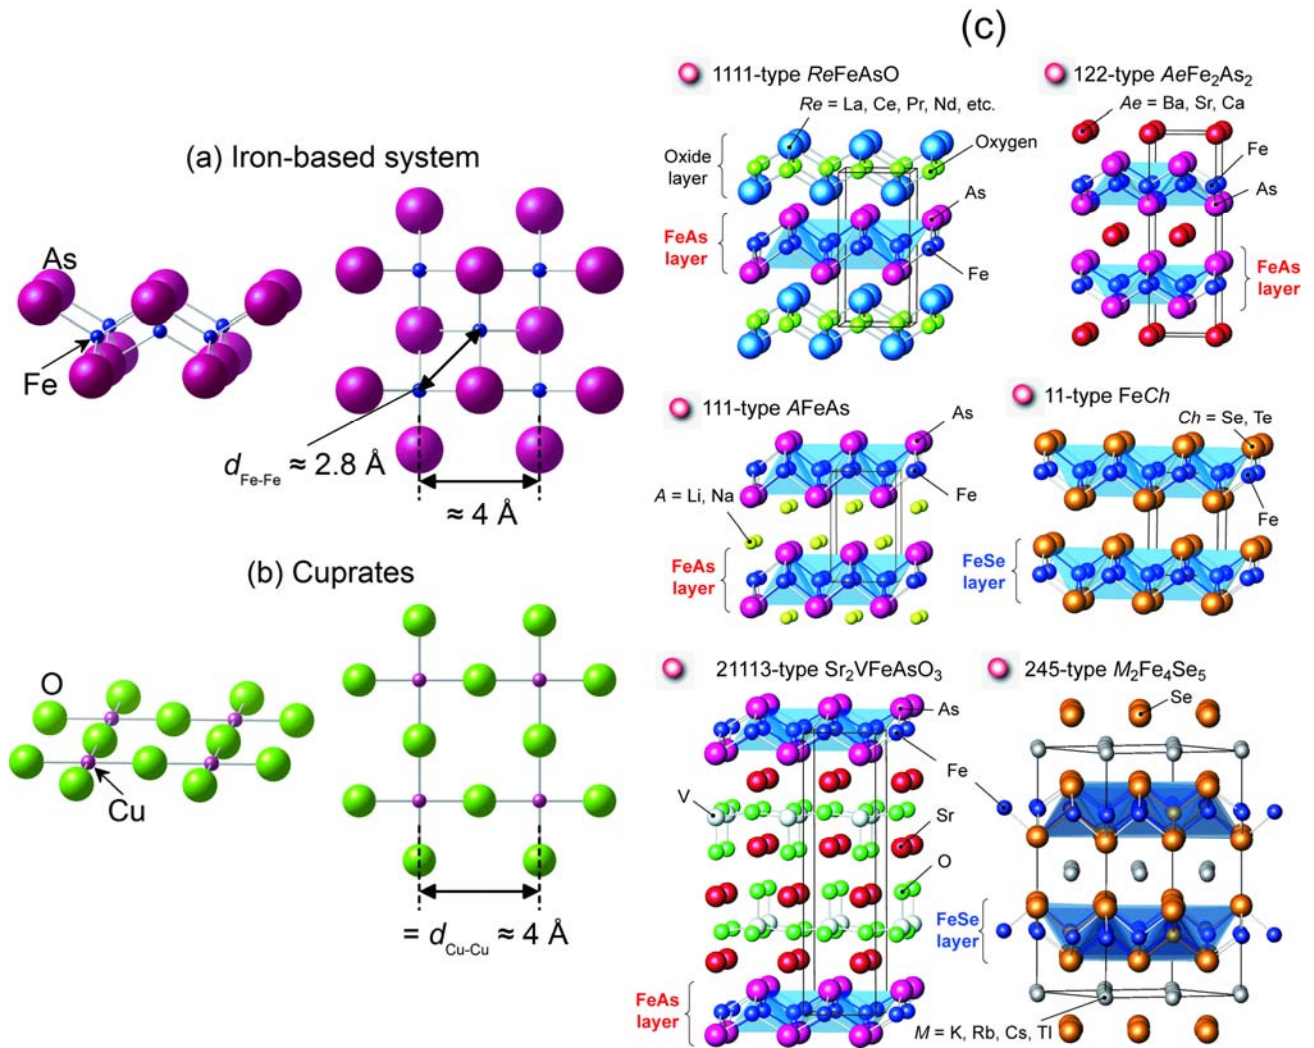 (a) Iron-based system
As
Fe
d Fe-Fe ≈ 2.8 Å
≈ 4 Å
(b) Cuprates
O
Cu
= d Cu-Cu ≈ 4 Å
(c)
1111-type ReFeAsO
Re = La, Ce, Pr, Nd, etc.
Oxide
layer
Oxygen
As
FeAs
layer
Fe
122-type AeFe₂As₂
Ae = Ba, Sr, Ca
Fe
As
FeAs
layer
111-type AFeAs
As
Fe
A = Li, Na
FeAs
layer
11-type FeCh
Ch = Se, Te
Fe
FeSe
layer
21113-type Sr₂VFeAsO₃
As
Fe
V
Sr
O
FeAs
layer
245-type M₂Fe₄Se₅
Se
FeSe
layer
M = K, Rb, Cs, Tl